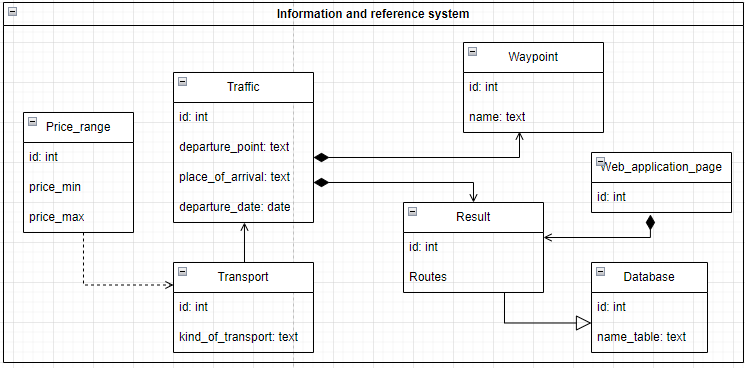 Information and reference system
Price_range
id: int
price_min
price_max
Traffic
id: int
departure_point: text
place_of_arrival: text
departure_date: date
Transport
id: int
kind_of_transport: text
Waypoint
id: int
name: text
Result
id: int
Routes
Web_application_page
id: int
Database
id: int
name_table: text